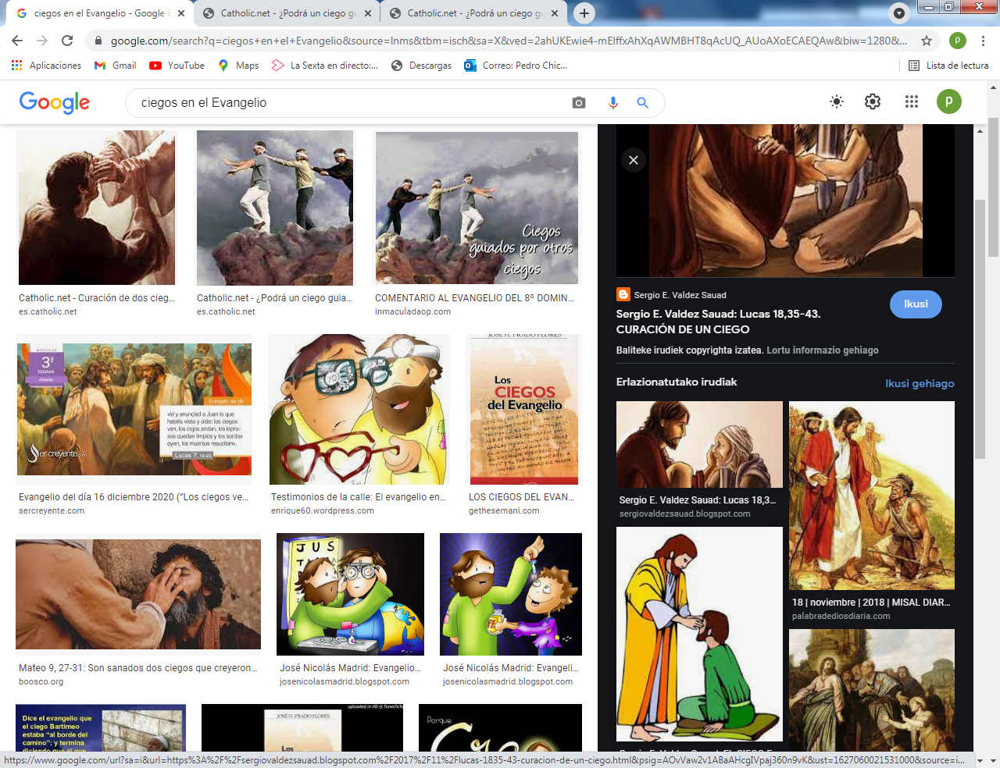 ciegos en el Evangelio - Google B
Catholic.net - ¿Podrá un ciego gu
Catholic.net - ¿Podrá un ciego gu
google.com/search?q=ciegos+en+el+Evangelio&source=lnms&tbm=isch&sa=X&ved=2ahUKEwie4-mEIffxAhXqAWMBHT8qAcUQ_AUoAXoECAEQAw&biw=1280&...
p
Aplicaciones
Gmail
YouTube
Maps
La Sexta en directo:...
Descargas
Correo: Pedro Chic...
Lista de lectura
Google
ciegos en el Evangelio
p
Ciegos
guiados por otros
ciegos
Catholic.net - Curación de dos cieg...
es.catholic.net
Catholic.net - ¿Podrá un ciego guia...
es.catholic.net
COMENTARIO AL EVANGELIO DEL 8º DOMIN...
inmaculadaop.com
MIÉRCOLES
3ª
SEMANA
Adviento
Evangelio del día
«Id y anunciad a Juan lo que
habéis visto y oído: los ciegos
ven, los cojos andan, los lepro-
sos quedan limpios y los sordos
oyen, los muertos resucitan».
Lucas 7, 19-23
Ser creyente.com
YO
JOSÉ H. PRADO FLORES
Los
CIEGOS
del Evangelio
Evangelio del día 16 diciembre 2020 (“Los ciegos ve...
sercreyente.com
Testimonios de la calle: El evangelio en...
enrique60.wordpress.com
LOS CIEGOS DEL EVAN...
gethesemani.com
JUS
Mateo 9, 27-31: Son sanados dos ciegos que creyeron...
boosco.org
José Nicolás Madrid: Evangelio...
josenicolasmadrid.blogspot.com
José Nicolás Madrid: Evangeli...
josenicolasmadrid.blogspot.com
Dice el evangelio que
el ciego Bartimeo
estaba “al borde del
camino”; y termina
diciendo que el que
uploaded in HD @ TunesToTu
JOSÉ H. PRADO FLORES
Los
Porque
Sergio E. Valdez Sauad
Ikusi
Sergio E. Valdez Sauad: Lucas 18,35-43.
CURACIÓN DE UN CIEGO
Baliteke irudiek copyrighta izatea. Lortu informazio gehiago
Erlazionatutako irudiak
Ikusi gehiago
Sergio E. Valdez Sauad: Lucas 18,3...
sergiovaldezsauad.blogspot.com
18 | noviembre | 2018 | MISAL DIAR...
palabradediosdiaria.com
https://www.google.com/url?sa=i&url=https%3A%2F%2Fsergiovaldezsauad.blogspot.com%2F2017%2F11%2Flucas-1835-43-curacion-de-un-ciego.html&psig=AOvVaw2v1ABaAHcgIVpaj360n9vK&ust=1627060021531000&source=i...